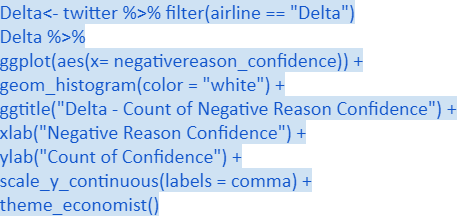 Delta<- twitter %>% filter(airline == "Delta")
Delta %>%
ggplot(aes(x= negativereason_confidence)) +
geom_histogram(color = "white") +
ggtitle("Delta - Count of Negative Reason Confidence") +
xlab("Negative Reason Confidence") +
ylab("Count of Confidence") +
scale_y_continuous(labels = comma) +
theme_economist()